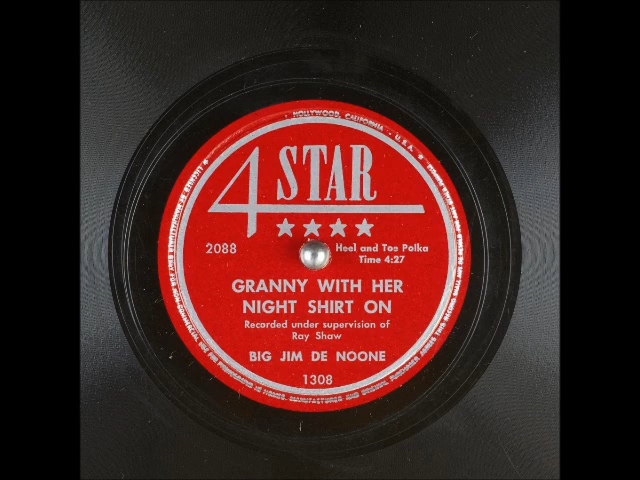 HOLLYWOOD, CALIFORNIA • U.S.A.
4 STAR
2088
Heel and Toe Polka
Time 4:27
GRANNY WITH HER
NIGHT SHIRT ON
Recorded under supervision of
Ray Shaw
BIG JIM DE NOONE
1308